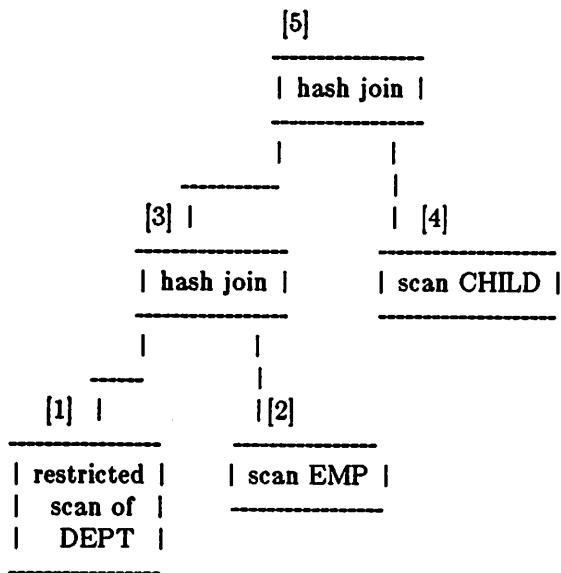 [5]
hash join
[3]
[4]
hash join
scan CHILD
[1]
[2]
restricted
scan EMP
scan of
DEPT